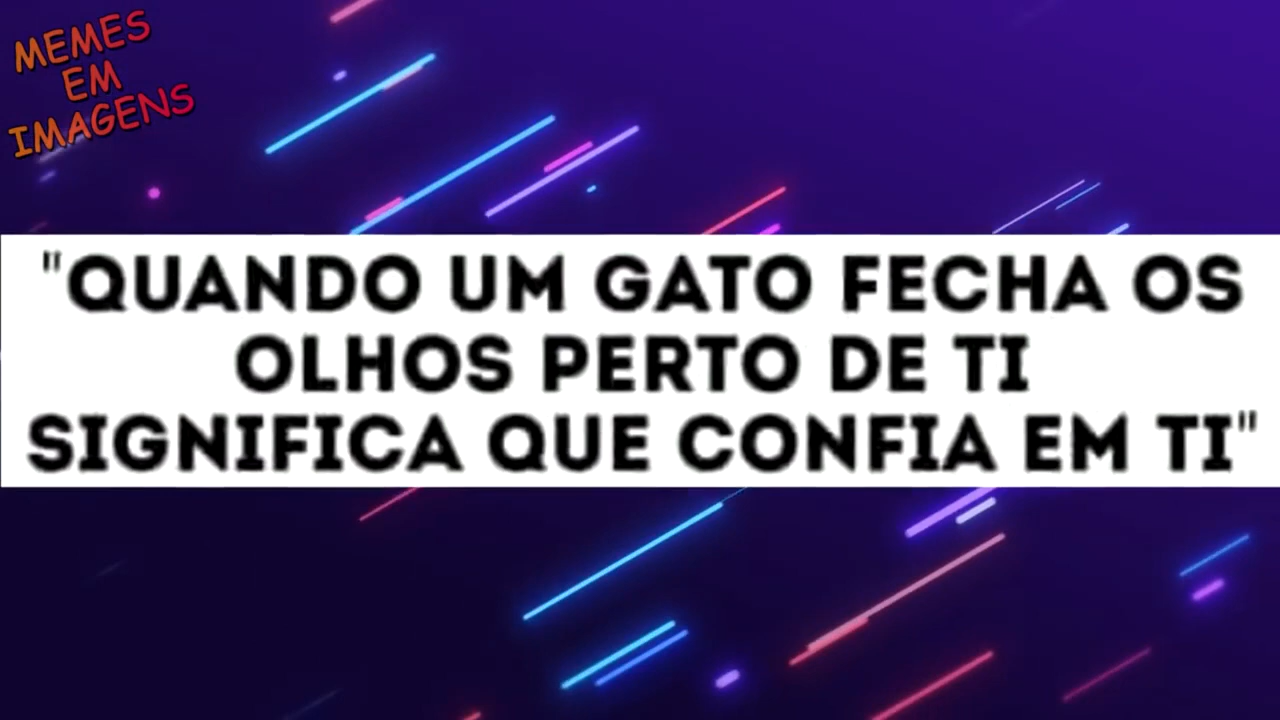 MEMES
EM
IMAGENS
"QUANDO UM GATO FECHA OS
OLHOS PERTO DE TI
SIGNIFICA QUE CONFIA EM TI"